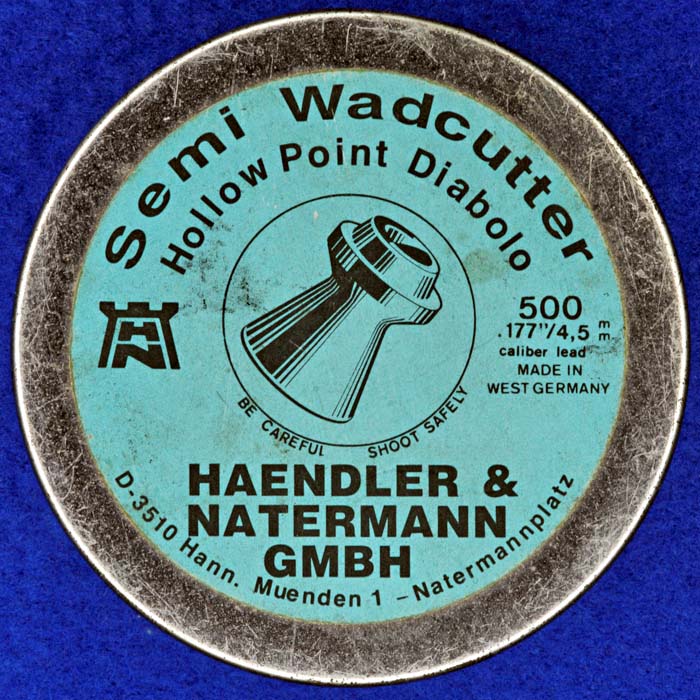 Semi Wadcutter
Hollow Point Diabolo
500
.177"/4,5 mm
caliber lead
MADE IN
WEST GERMANY
HN
BE CAREFUL SHOOT SAFELY
HAENDLER &
NATERMANN
GMBH
D-3510 Hann. Muenden 1 – Natermannplatz